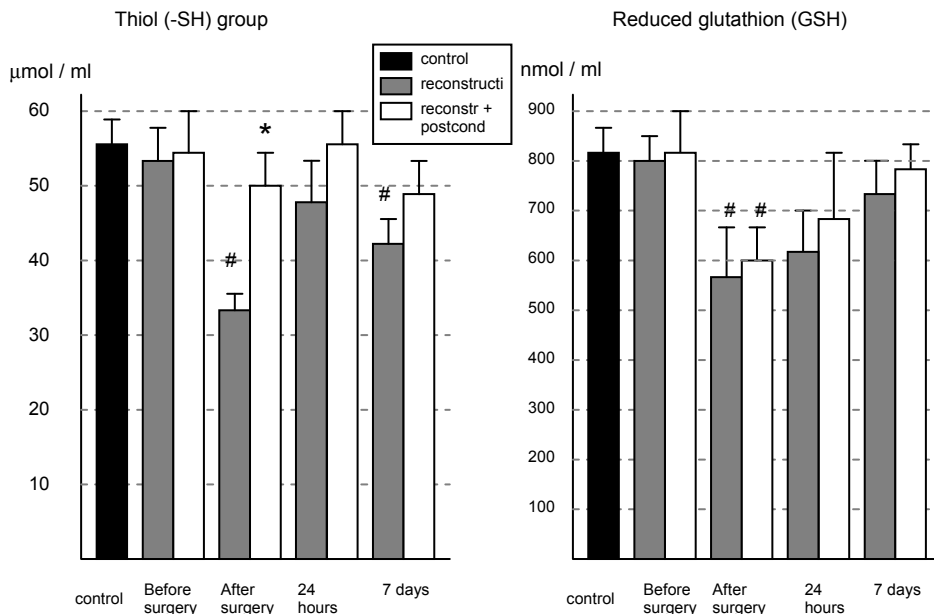 Thiol (-SH) group
μmol / ml
60
50
40
30
20
10
#
*
#
control
Before
surgery
After
surgery
24
hours
7 days
control
reconstructi
reconstr +
postcond
Reduced glutathion (GSH)
nmol / ml
900
800
700
600
500
400
300
200
100
# #
control
Before
surgery
After
surgery
24
hours
7 days